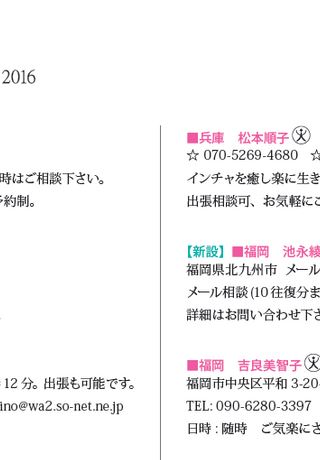 2016
時はご相談下さい。
約制。
12分。出張も可能です。
ino@wa2.so-net.ne.jp
■兵庫　松本順子
☆ 070-5269-4680　☆
インチャを癒し楽に生き
出張相談可、お気軽にご
【新設】■福岡　池永綾
福岡県北九州市　メール
メール相談(10往復分ま
詳細はお問い合わせ下さ
■福岡　吉良美智子
福岡市中央区平和3-20-
TEL: 090-6280-3397
日時：随時　ご気楽にさ